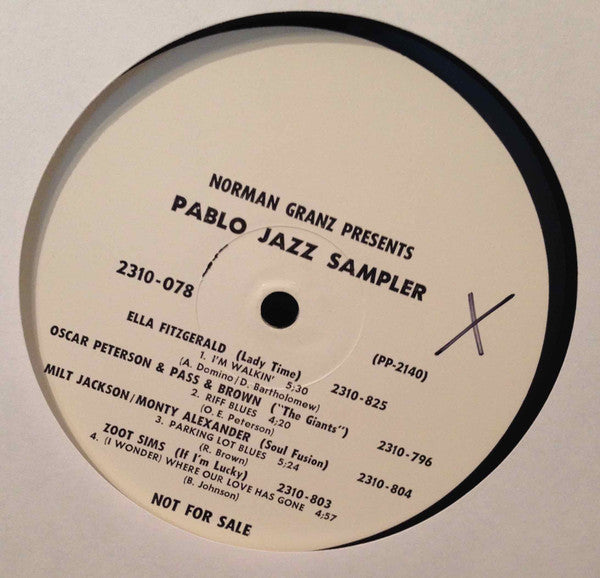 NORMAN GRANZ PRESENTS
PABLO JAZZ SAMPLER
2310-078
(PP-2140)
ELLA FITZGERALD (Lady Time) 2310-825
1. I'M WALKIN' 5;30
(A. Domino/D. Bartholomew)
OSCAR PETERSON & PASS & BROWN ("The Giants") 2310-796
2. RIFF BLUES 4;20
(O. E. Peterson)
MILT JACKSON/MONTY ALEXANDER (Soul Fusion) 2310-804
3. PARKING LOT BLUES 5;24
(R. Brown)
ZOOT SIMS (If I'm Lucky) 2310-803
4. (I WONDER) WHERE OUR LOVE HAS GONE 4;57
(B. Johnson)
NOT FOR SALE
X